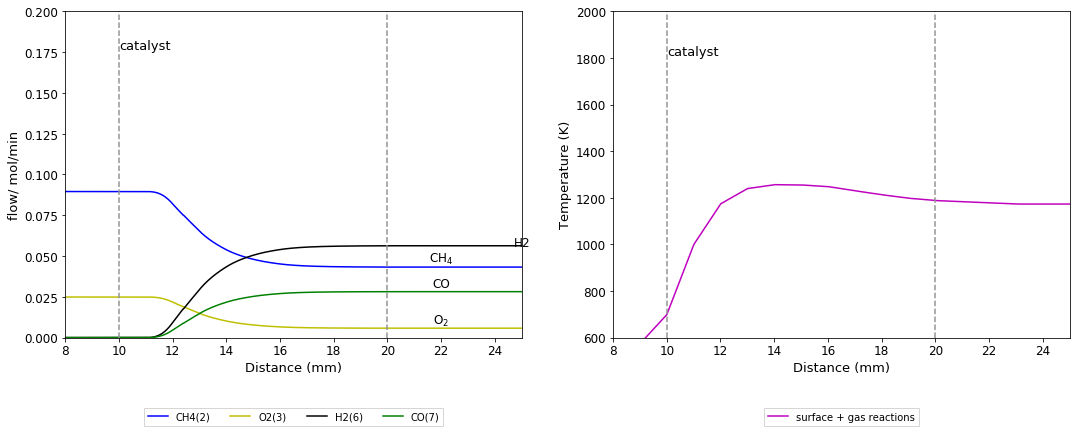 0.200
0.175
0.150
0.125
0.100
0.075
0.050
0.025
0.000
flow/ mol/min
catalyst
H2
CH₄
CO
O₂
8 10 12 14 16 18 20 22 24
Distance (mm)
CH4(2) O2(3) H2(6) CO(7)
2000
1800
1600
1400
1200
1000
800
600
Temperature (K)
catalyst
8 10 12 14 16 18 20 22 24
Distance (mm)
surface + gas reactions